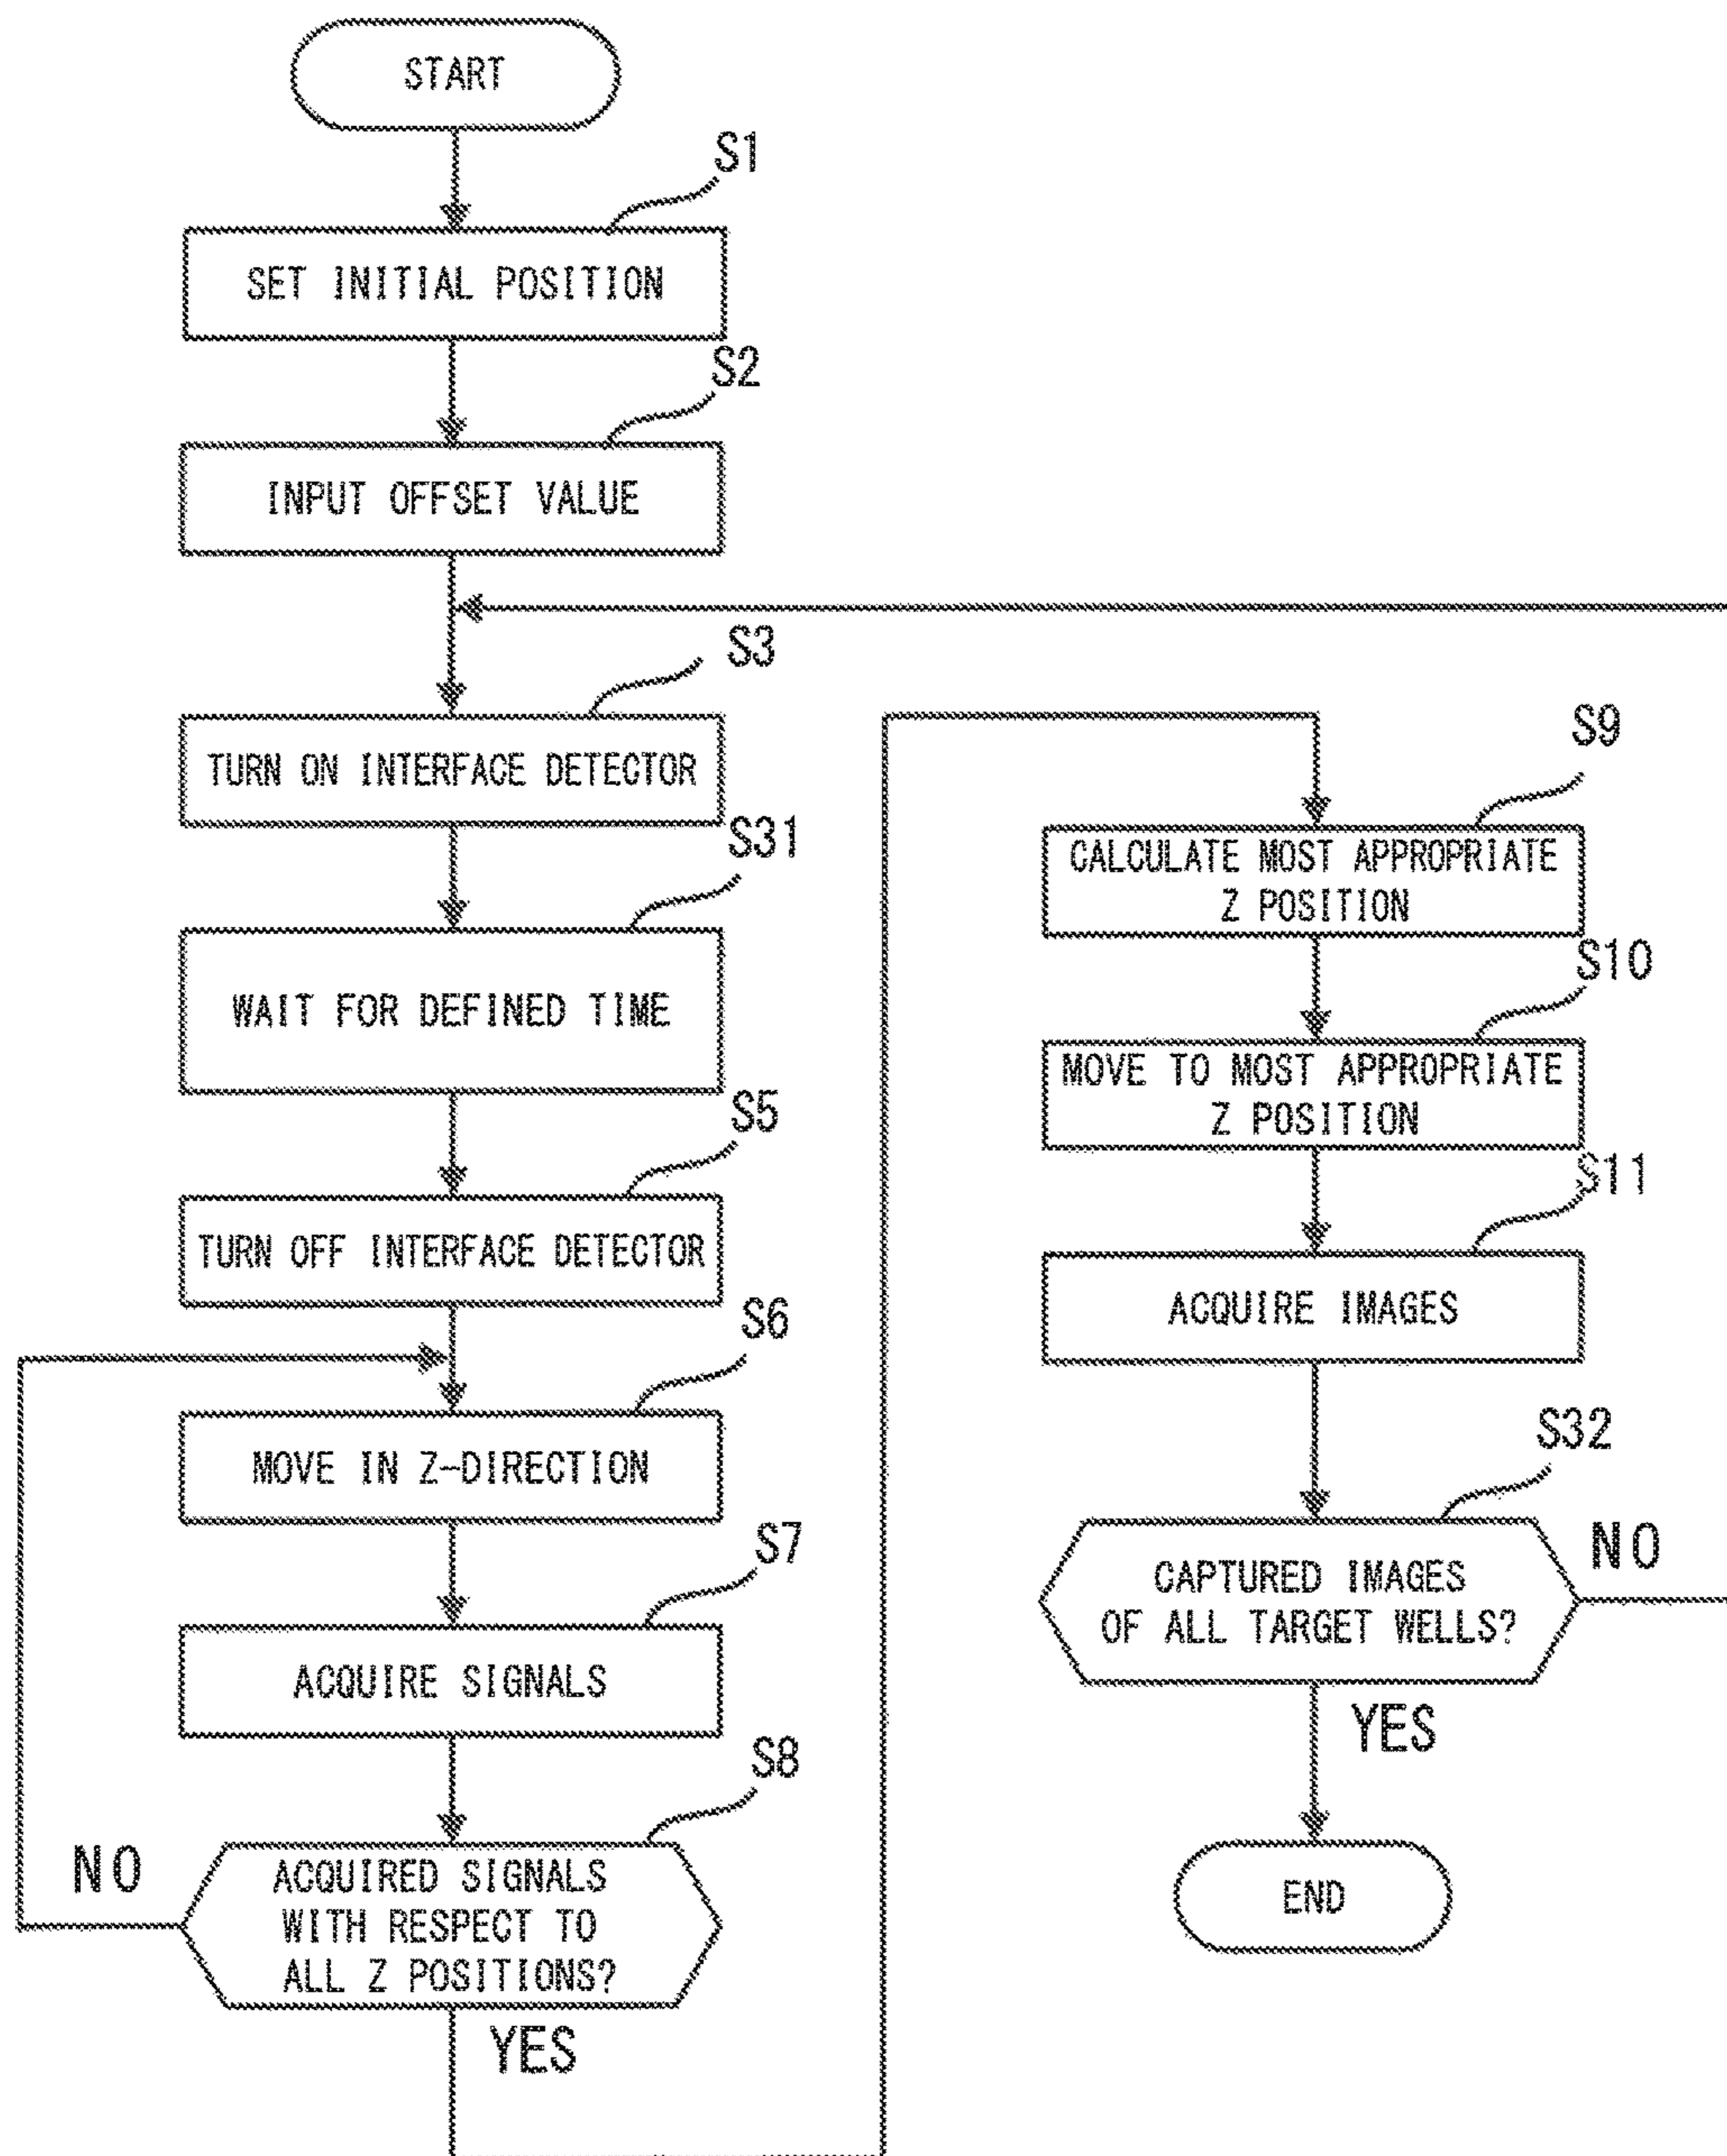 START
S1
SET INITIAL POSITION
S2
INPUT OFFSET VALUE
S3
TURN ON INTERFACE DETECTOR
S31
WAIT FOR DEFINED TIME
S5
TURN OFF INTERFACE DETECTOR
S6
MOVE IN Z-DIRECTION
S7
ACQUIRE SIGNALS
S8
NO
ACQUIRED SIGNALS
WITH RESPECT TO
ALL Z POSITIONS?
YES
S9
CALCULATE MOST APPROPRIATE
Z POSITION
S10
MOVE TO MOST APPROPRIATE
Z POSITION
S11
ACQUIRE IMAGES
S32
NO
CAPTURED IMAGES
OF ALL TARGET WELLS?
YES
END